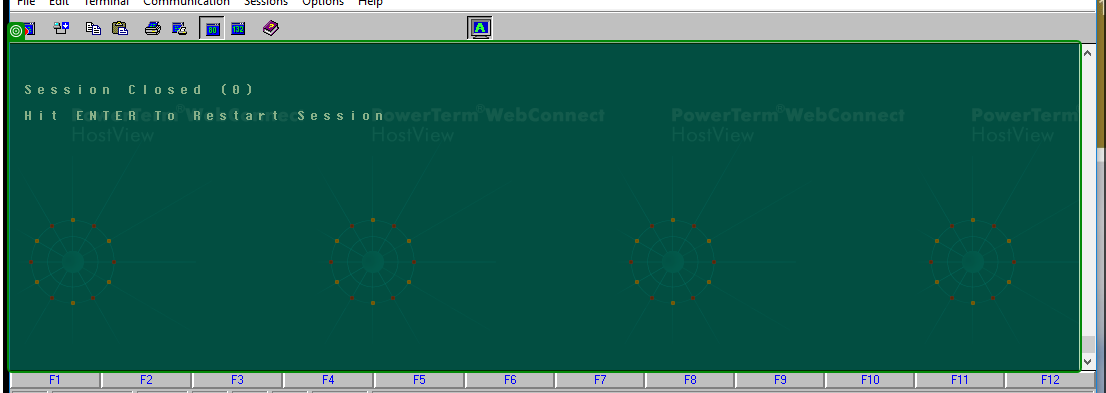 File Edit Terminal Communication Sessions Options Help
80 132 A
Session Closed (0)
Hit ENTER To Restart Session
PowerTerm® WebConnect PowerTerm® WebConnect PowerTerm® WebConnect PowerTerm
HostView HostView HostView HostView
F1 F2 F3 F4 F5 F6 F7 F8 F9 F10 F11 F12